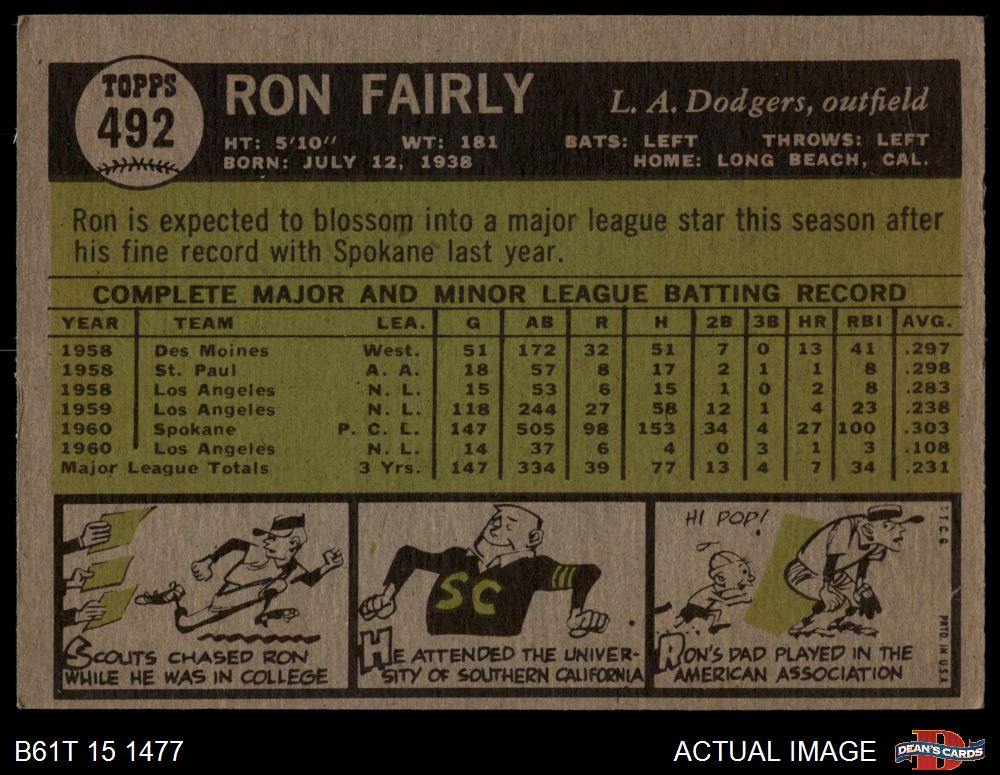 TOPPS
492
RON FAIRLY
L. A. Dodgers, outfield
HT: 5'10" WT: 181 BATS: LEFT THROWS: LEFT
BORN: JULY 12, 1938 HOME: LONG BEACH, CAL.
Ron is expected to blossom into a major league star this season after
his fine record with Spokane last year.
COMPLETE MAJOR AND MINOR LEAGUE BATTING RECORD
YEAR TEAM LEA. G AB R H 2B 3B HR RBI AVG.
1958 Des Moines West. 51 172 32 51 7 0 13 41 .297
1958 St. Paul A. A. 18 57 8 17 2 1 1 8 .298
1958 Los Angeles N. L. 15 53 6 15 1 0 2 8 .283
1959 Los Angeles N. L. 118 244 27 58 12 1 4 23 .238
1960 Spokane P. C. L. 147 505 98 153 34 4 27 100 .303
1960 Los Angeles N. L. 14 37 6 4 0 3 1 3 .108
Major League Totals 3 Yrs. 147 334 39 77 13 4 7 34 .231
SCOUTS CHASED RON
WHILE HE WAS IN COLLEGE
SC
HE ATTENDED THE UNIVER-
SITY OF SOUTHERN CALIFORNIA
HI POP!
RON'S DAD PLAYED IN THE
AMERICAN ASSOCIATION
© T.C.G. PRTD. IN U.S.A.
B61T 15 1477
ACTUAL IMAGE
D
DEAN'S CARDS